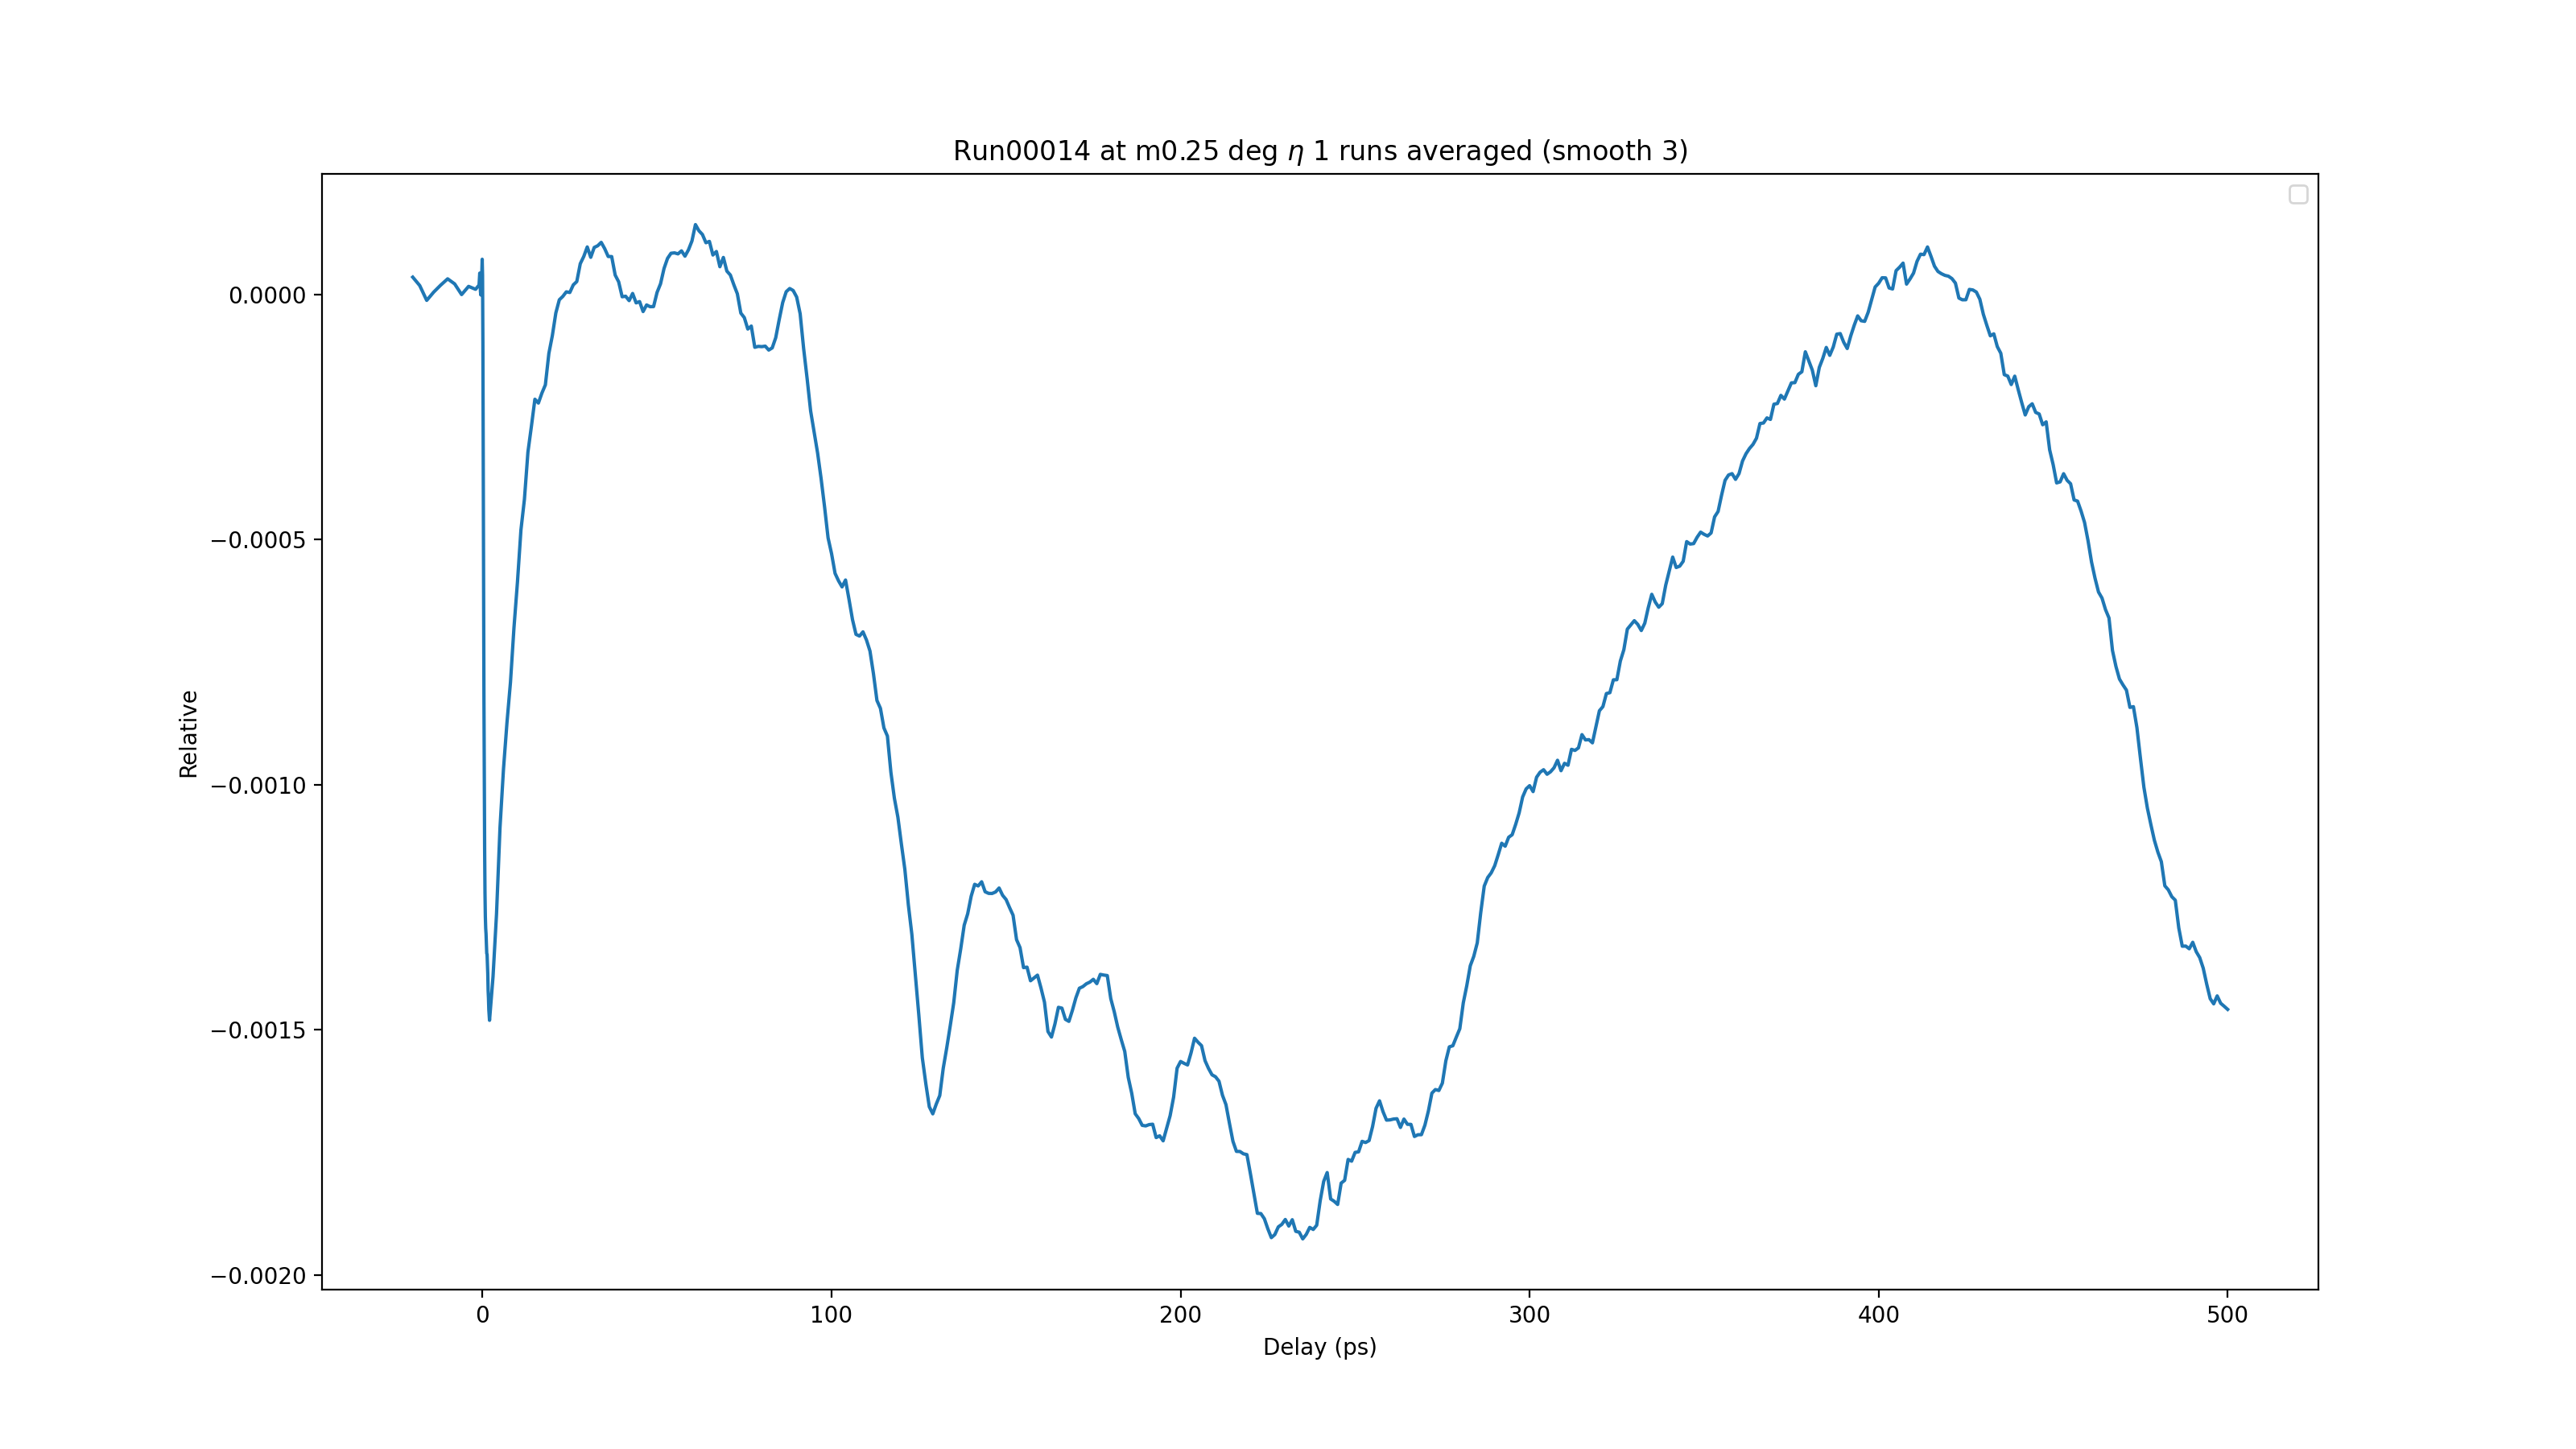 Run00014 at m0.25 deg η 1 runs averaged (smooth 3)
0.0000
−0.0005
−0.0010
−0.0015
−0.0020
Relative
0 100 200 300 400 500
Delay (ps)